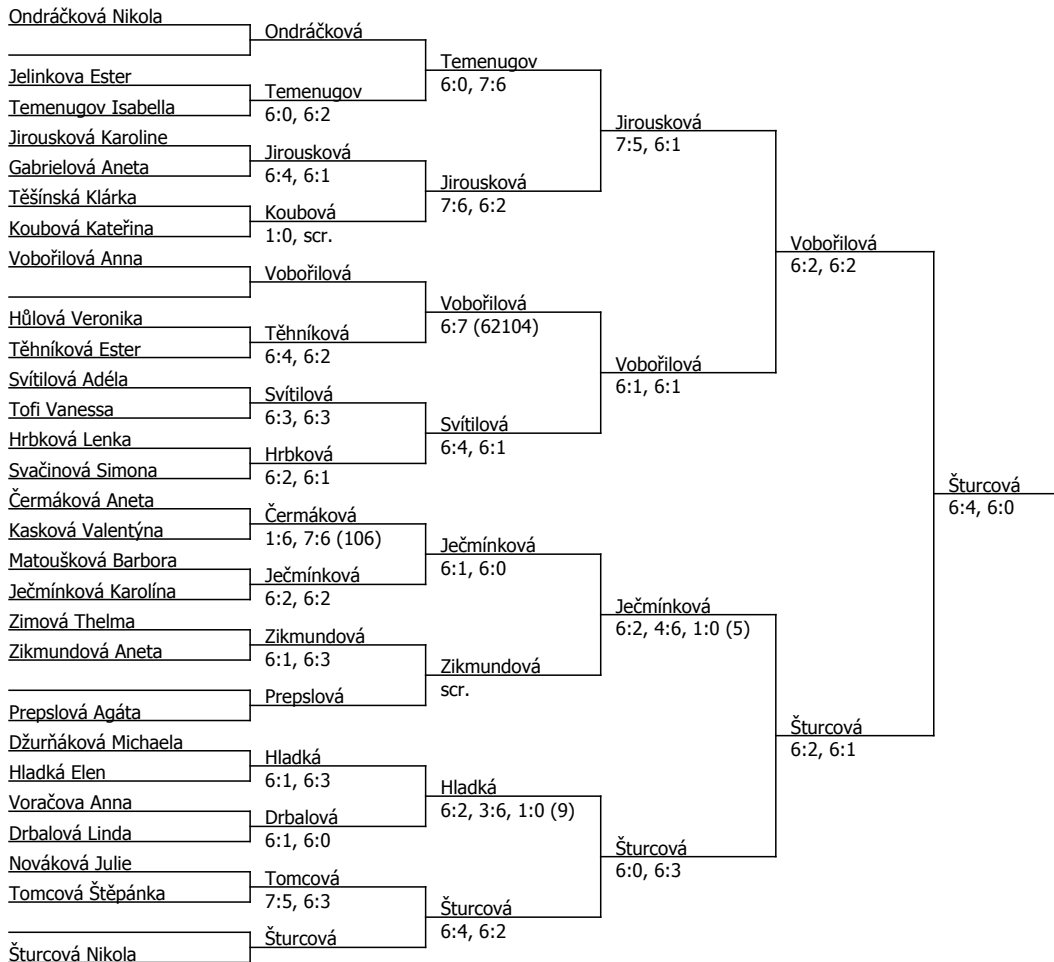 Ondráčková Nikola
Ondráčková
Temenugov
6:0, 7:6
Jelinkova Ester
Temenugov
Temenugov Isabella
6:0, 6:2
Jirousková
7:5, 6:1
Jirousková Karoline
Jirousková
Gabrielová Aneta
6:4, 6:1
Jirousková
7:6, 6:2
Těšínská Klárka
Koubová
Koubová Kateřina
1:0, scr.
Vobořilová
6:2, 6:2
Vobořilová Anna
Vobořilová
Vobořilová
6:7 (62104)
Hůlová Veronika
Těhníková
Těhníková Ester
6:4, 6:2
Vobořilová
6:1, 6:1
Svítilová Adéla
Svítilová
Tofi Vanessa
6:3, 6:3
Svítilová
6:4, 6:1
Hrbková Lenka
Hrbková
Svačinová Simona
6:2, 6:1
Šturcová
6:4, 6:0
Čermáková Aneta
Čermáková
Kasková Valentýna
1:6, 7:6 (106)
Ječmínková
6:1, 6:0
Matoušková Barbora
Ječmínková
Ječmínková Karolína
6:2, 6:2
Ječmínková
6:2, 4:6, 1:0 (5)
Zimová Thelma
Zikmundová
Zikmundová Aneta
6:1, 6:3
Zikmundová
scr.
Prepslová
Prepslová Agáta
Šturcová
6:2, 6:1
Džurňáková Michaela
Hladká
Hladká Elen
6:1, 6:3
Hladká
6:2, 3:6, 1:0 (9)
Voračova Anna
Drbalová
Drbalová Linda
6:1, 6:0
Šturcová
6:0, 6:3
Nováková Julie
Tomcová
Tomcová Štěpánka
7:5, 6:3
Šturcová
6:4, 6:2
Šturcová
Šturcová Nikola